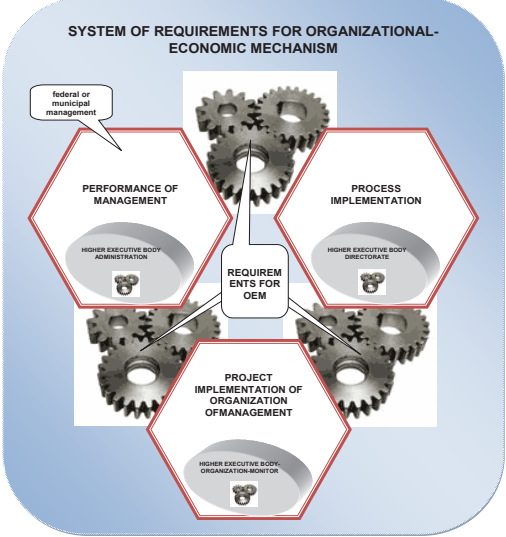 SYSTEM OF REQUIREMENTS FOR ORGANIZATIONAL-
ECONOMIC MECHANISM
federal or
municipal
management
PERFORMANCE OF
MANAGEMENT
HIGHER EXECUTIVE BODY
ADMINISTRATION
PROCESS
IMPLEMENTATION
HIGHER EXECUTIVE BODY
DIRECTORATE
REQUIREM
ENTS FOR
OEM
PROJECT
IMPLEMENTATION OF
ORGANIZATION
OFMANAGEMENT
HIGHER EXECUTIVE BODY-
ORGANIZATION-MONITOR